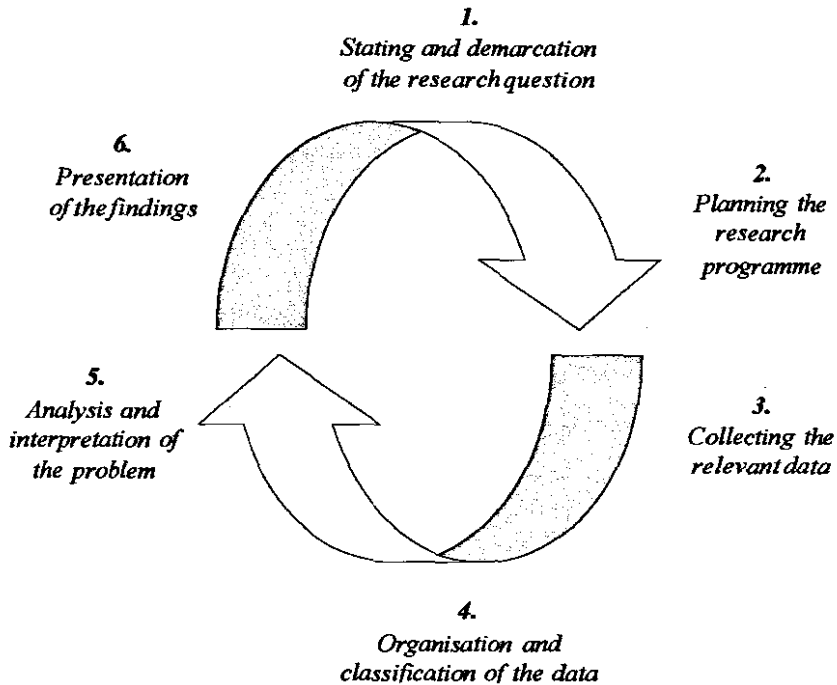 1.
Stating and demarcation
of the research question
2.
Planning the
research
programme
3.
Collecting the
relevant data
4.
Organisation and
classification of the data
5.
Analysis and
interpretation of
the problem
6.
Presentation
of the findings